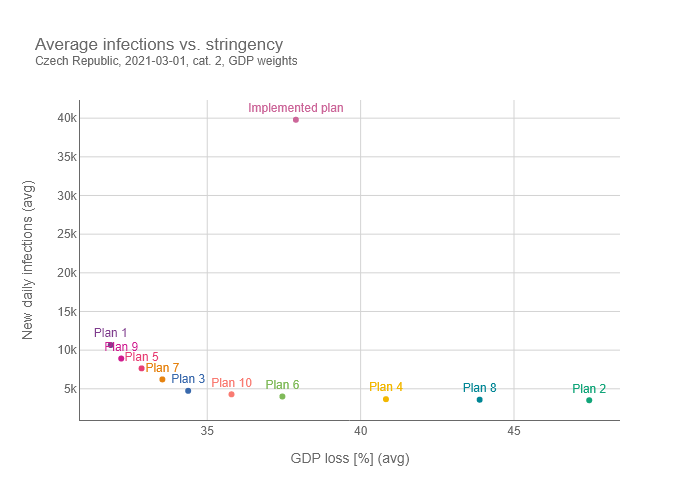 Average infections vs. stringency
Czech Republic, 2021-03-01, cat. 2, GDP weights
Implemented plan
40k
35k
30k
25k
20k
15k
10k
5k
New daily infections (avg)
Plan 1
Plan 9
Plan 5
Plan 7
Plan 3
Plan 10
Plan 6
Plan 4
Plan 8
Plan 2
35
40
45
GDP loss [%] (avg)